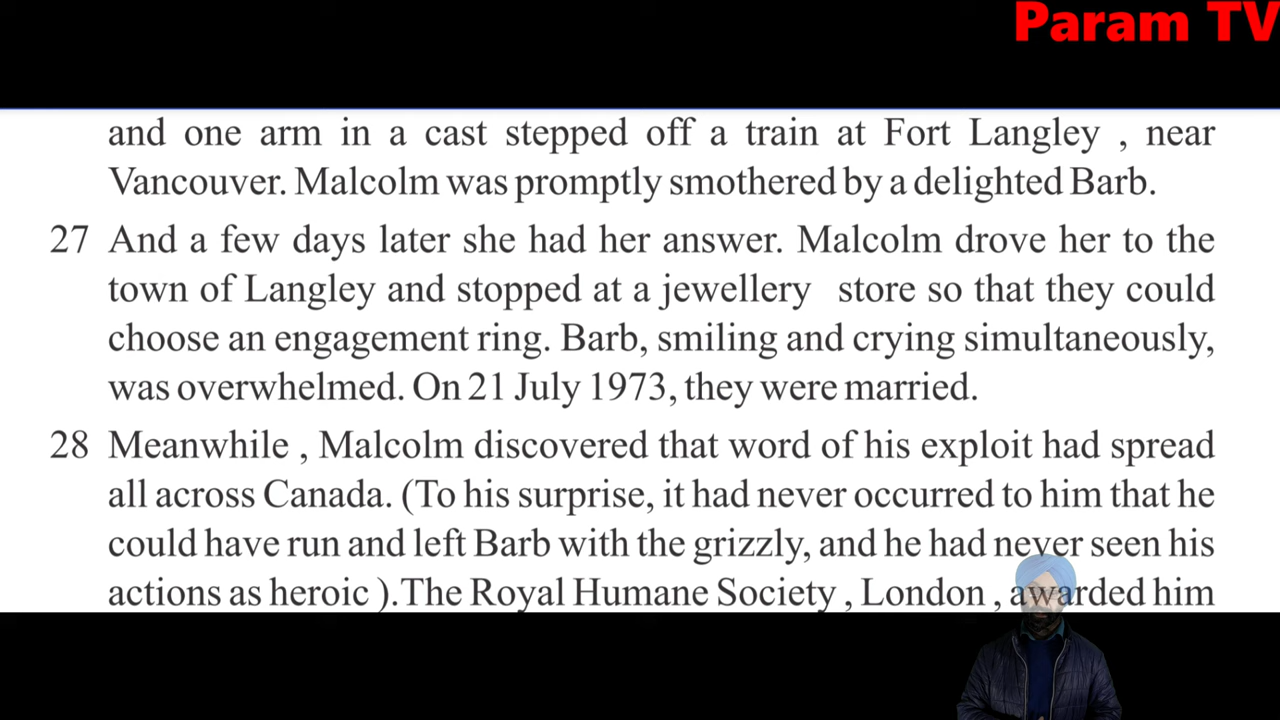 Param TV
and one arm in a cast stepped off a train at Fort Langley , near
Vancouver. Malcolm was promptly smothered by a delighted Barb.
27 And a few days later she had her answer. Malcolm drove her to the
town of Langley and stopped at a jewellery store so that they could
choose an engagement ring. Barb, smiling and crying simultaneously,
was overwhelmed. On 21 July 1973, they were married.
28 Meanwhile , Malcolm discovered that word of his exploit had spread
all across Canada. (To his surprise, it had never occurred to him that he
could have run and left Barb with the grizzly, and he had never seen his
actions as heroic ).The Royal Humane Society , London , awarded him